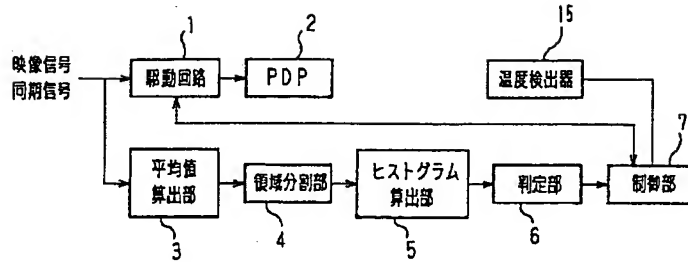 1
2
15
映像信号
同期信号
駆動回路
PDP
温度検出器
7
平均値
算出部
領域分割部
ヒストグラム
算出部
判定部
制御部
3
4
5
6